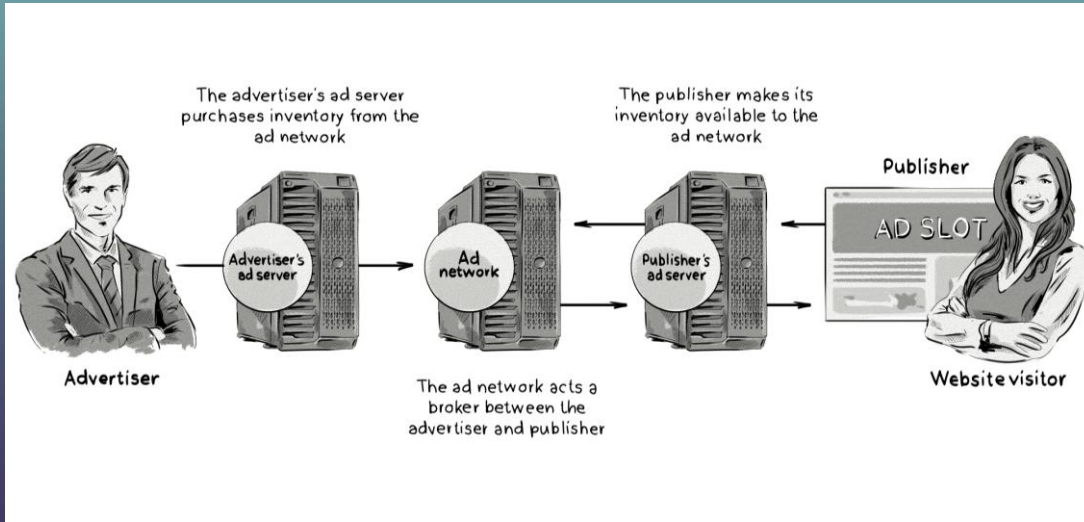 The advertiser's ad server
purchases inventory from the
ad network
The publisher makes its
inventory available to the
ad network
Publisher
AD SLOT
Advertiser's
ad server
Ad
network
Publisher's
ad server
Advertiser
Website visitor
The ad network acts a
broker between the
advertiser and publisher